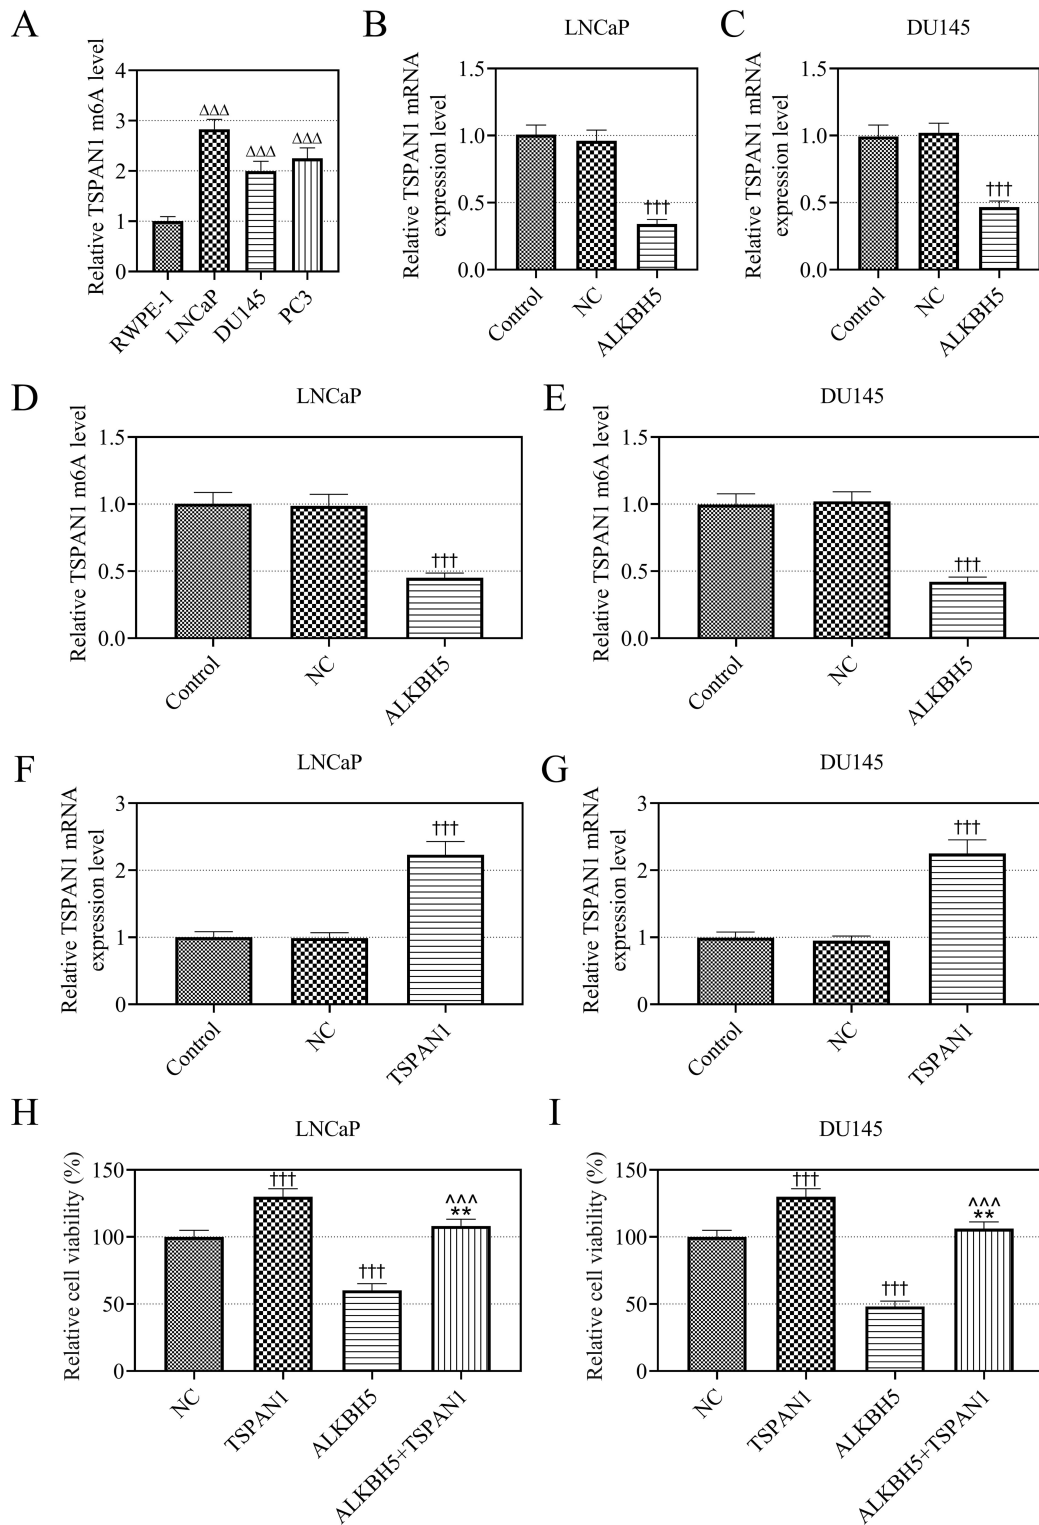 A
Relative TSPAN1 m6A level
4
3
2
1
0
ΔΔΔ
ΔΔΔ
ΔΔΔ
RWPE-1
LNCaP
DU145
PC3
B
LNCaP
Relative TSPAN1 mRNA
expression level
1.5
1.0
0.5
0.0
†††
Control
NC
ALKBH5
C
DU145
Relative TSPAN1 mRNA
expression level
1.5
1.0
0.5
0.0
†††
Control
NC
ALKBH5
D
LNCaP
Relative TSPAN1 m6A level
1.5
1.0
0.5
0.0
†††
Control
NC
ALKBH5
E
DU145
Relative TSPAN1 m6A level
1.5
1.0
0.5
0.0
†††
Control
NC
ALKBH5
F
LNCaP
Relative TSPAN1 mRNA
expression level
3
2
1
0
†††
Control
NC
TSPAN1
G
DU145
Relative TSPAN1 mRNA
expression level
3
2
1
0
†††
Control
NC
TSPAN1
H
LNCaP
Relative cell viability (%)
150
100
50
0
†††
†††
^^^
**
NC
TSPAN1
ALKBH5
ALKBH5+TSPAN1
I
DU145
Relative cell viability (%)
150
100
50
0
†††
†††
^^^
**
NC
TSPAN1
ALKBH5
ALKBH5+TSPAN1